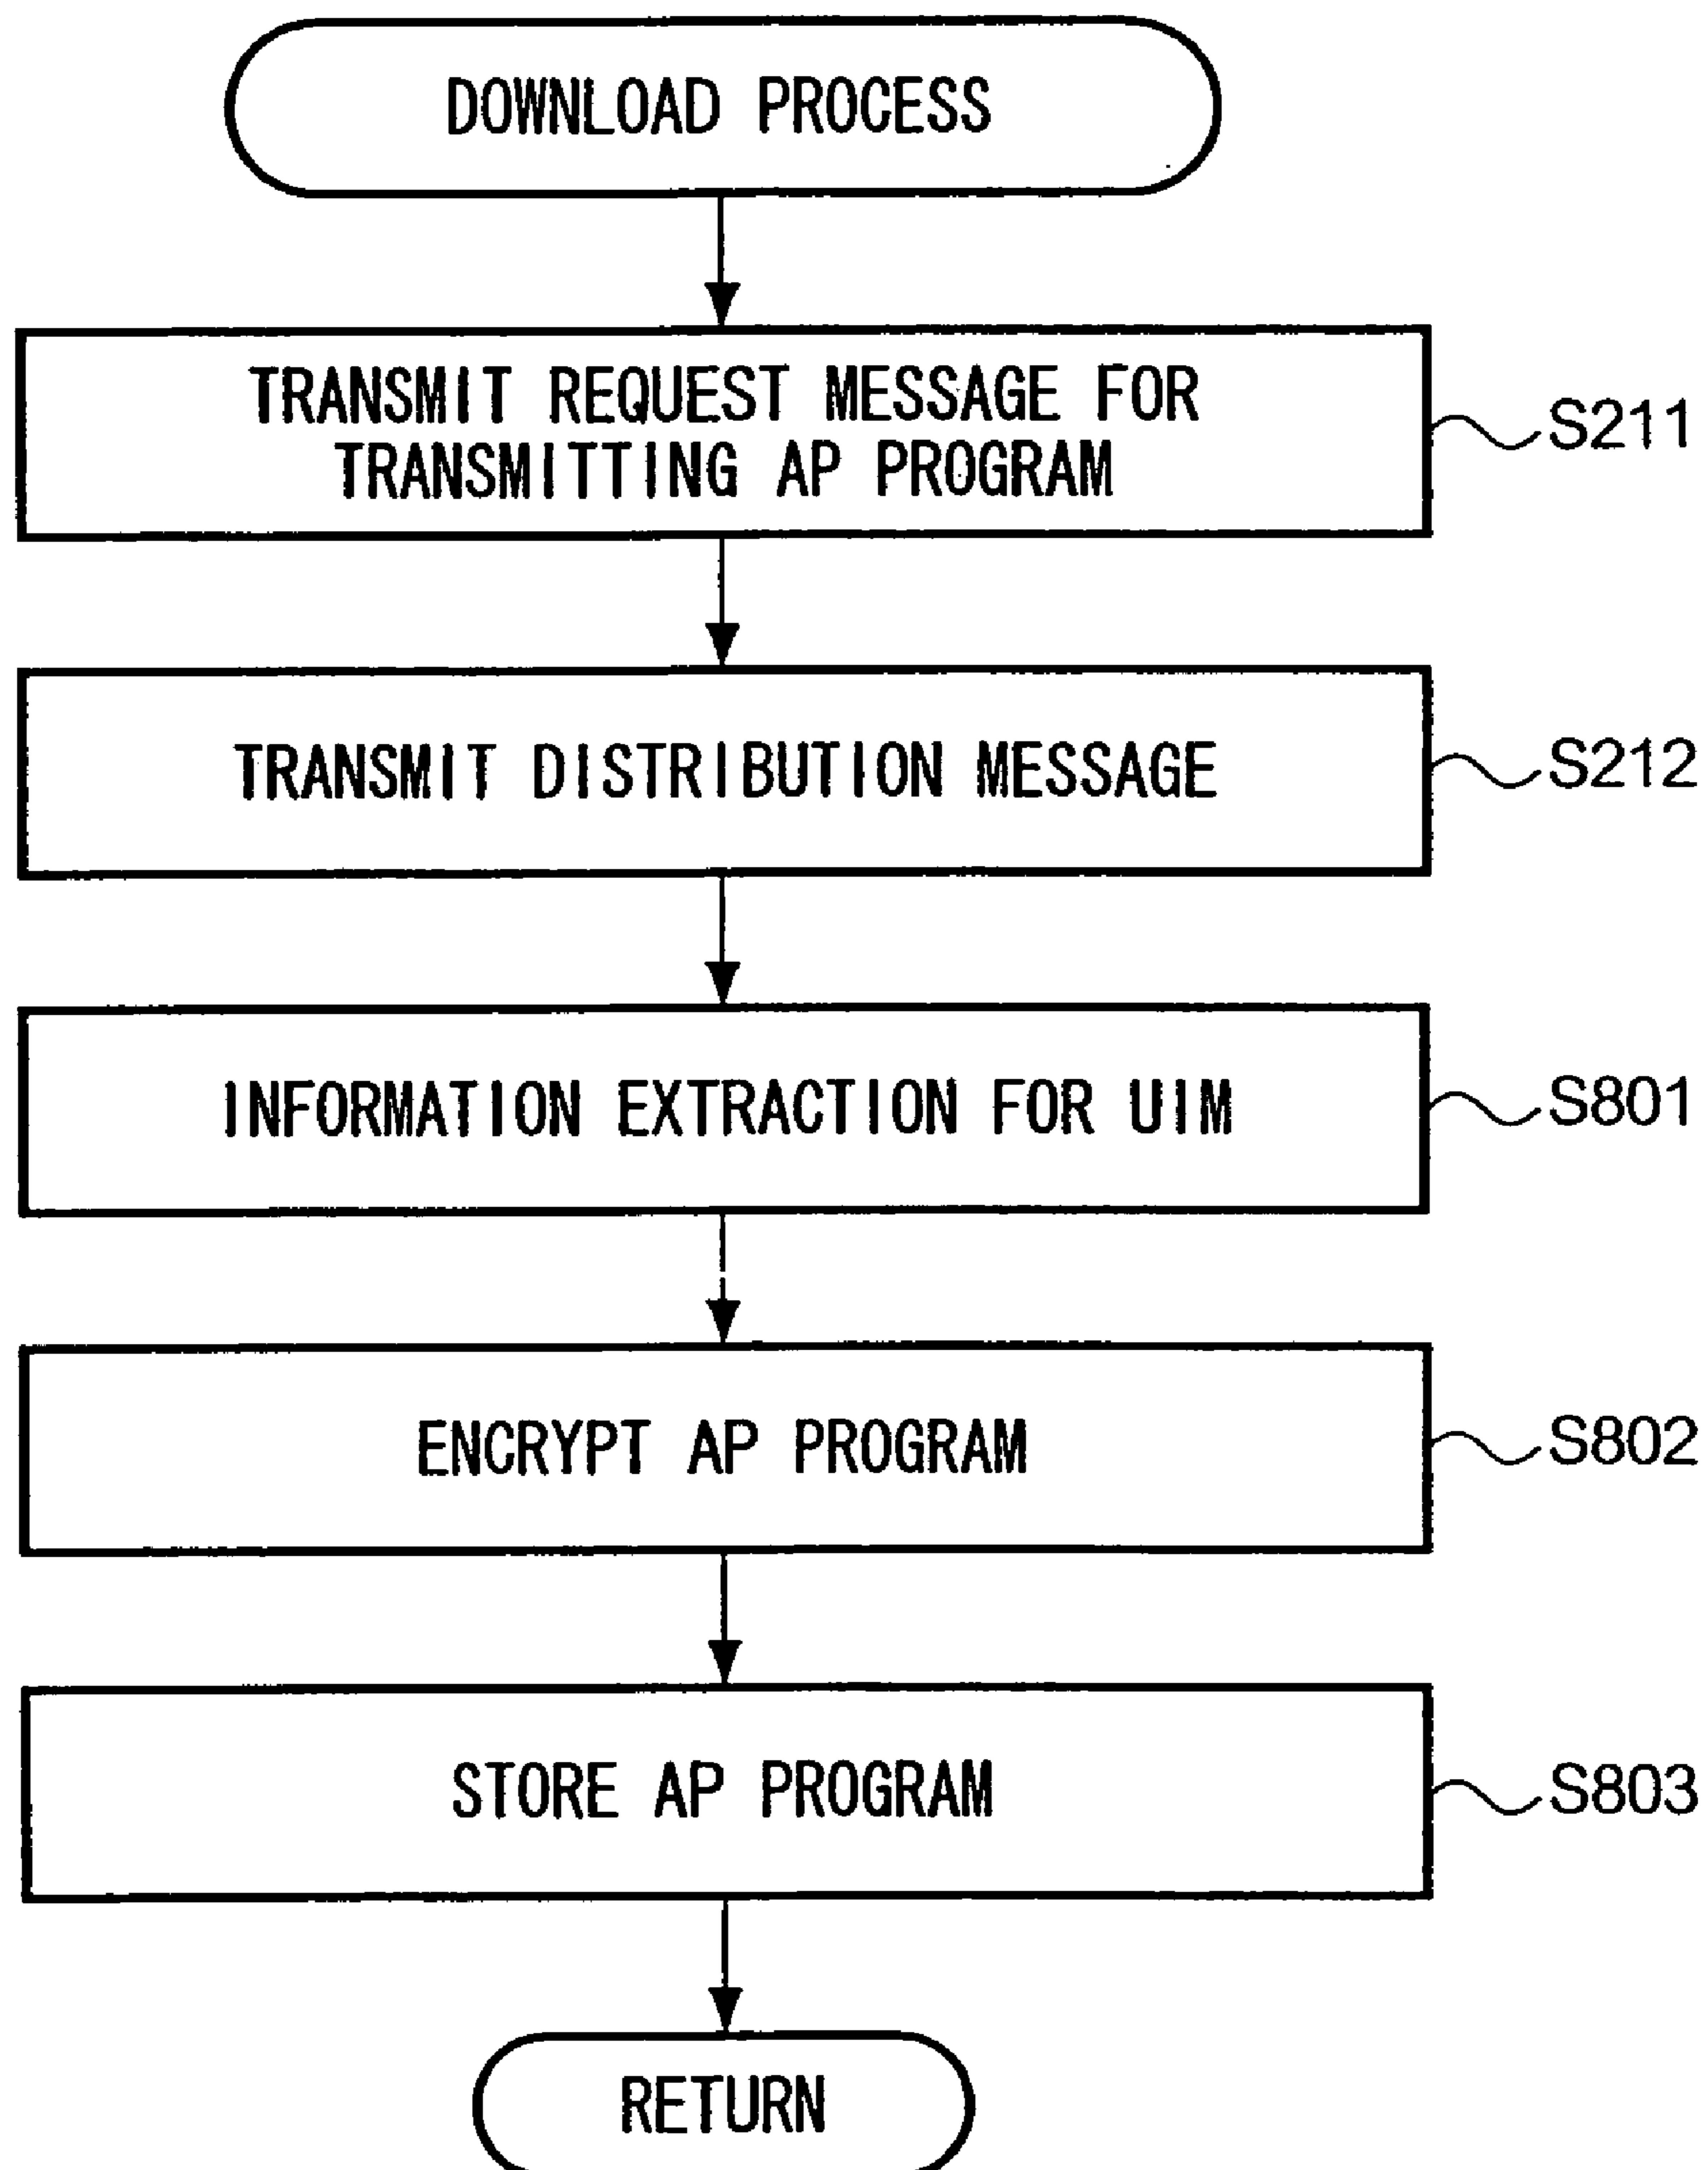 DOWNLOAD PROCESS
TRANSMIT REQUEST MESSAGE FOR
TRANSMITTING AP PROGRAM
S211
TRANSMIT DISTRIBUTION MESSAGE
S212
INFORMATION EXTRACTION FOR UIM
S801
ENCRYPT AP PROGRAM
S802
STORE AP PROGRAM
S803
RETURN